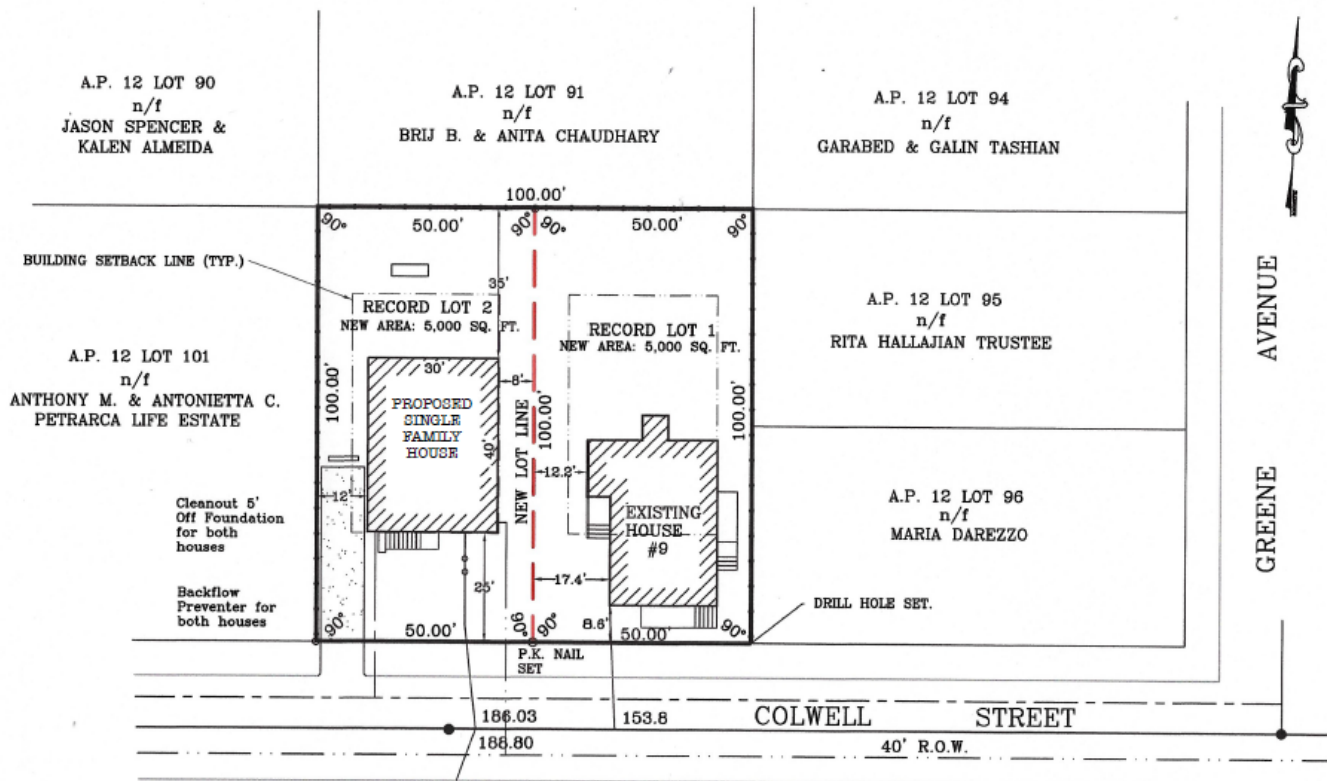 A.P. 12 LOT 90
n/f
JASON SPENCER &
KALEN ALMEIDA
A.P. 12 LOT 91
n/f
BRIJ B. & ANITA CHAUDHARY
A.P. 12 LOT 94
n/f
GARABED & GALIN TASHIAN
100.00'
90°
50.00'
90°
90°
50.00'
90°
BUILDING SETBACK LINE (TYP.)
35'
RECORD LOT 2
NEW AREA: 5,000 SQ. FT.
RECORD LOT 1
NEW AREA: 5,000 SQ. FT.
A.P. 12 LOT 95
n/f
RITA HALLAJIAN TRUSTEE
GREENE AVENUE
A.P. 12 LOT 101
n/f
ANTHONY M. & ANTONIETTA C.
PETRARCA LIFE ESTATE
100.00'
30'
8'
PROPOSED
SINGLE
FAMILY
HOUSE
40'
NEW LOT LINE
100.00'
100.00'
12.2'
12'
EXISTING
HOUSE
#9
A.P. 12 LOT 96
n/f
MARIA DAREZZO
Cleanout 5'
Off Foundation
for both
houses
Backflow
Preventer for
both houses
25'
17.4'
8.6'
DRILL HOLE SET.
90°
50.00'
90°
90°
50.00'
90°
P.K. NAIL
SET
186.03
153.8
COLWELL STREET
188.80
40' R.O.W.